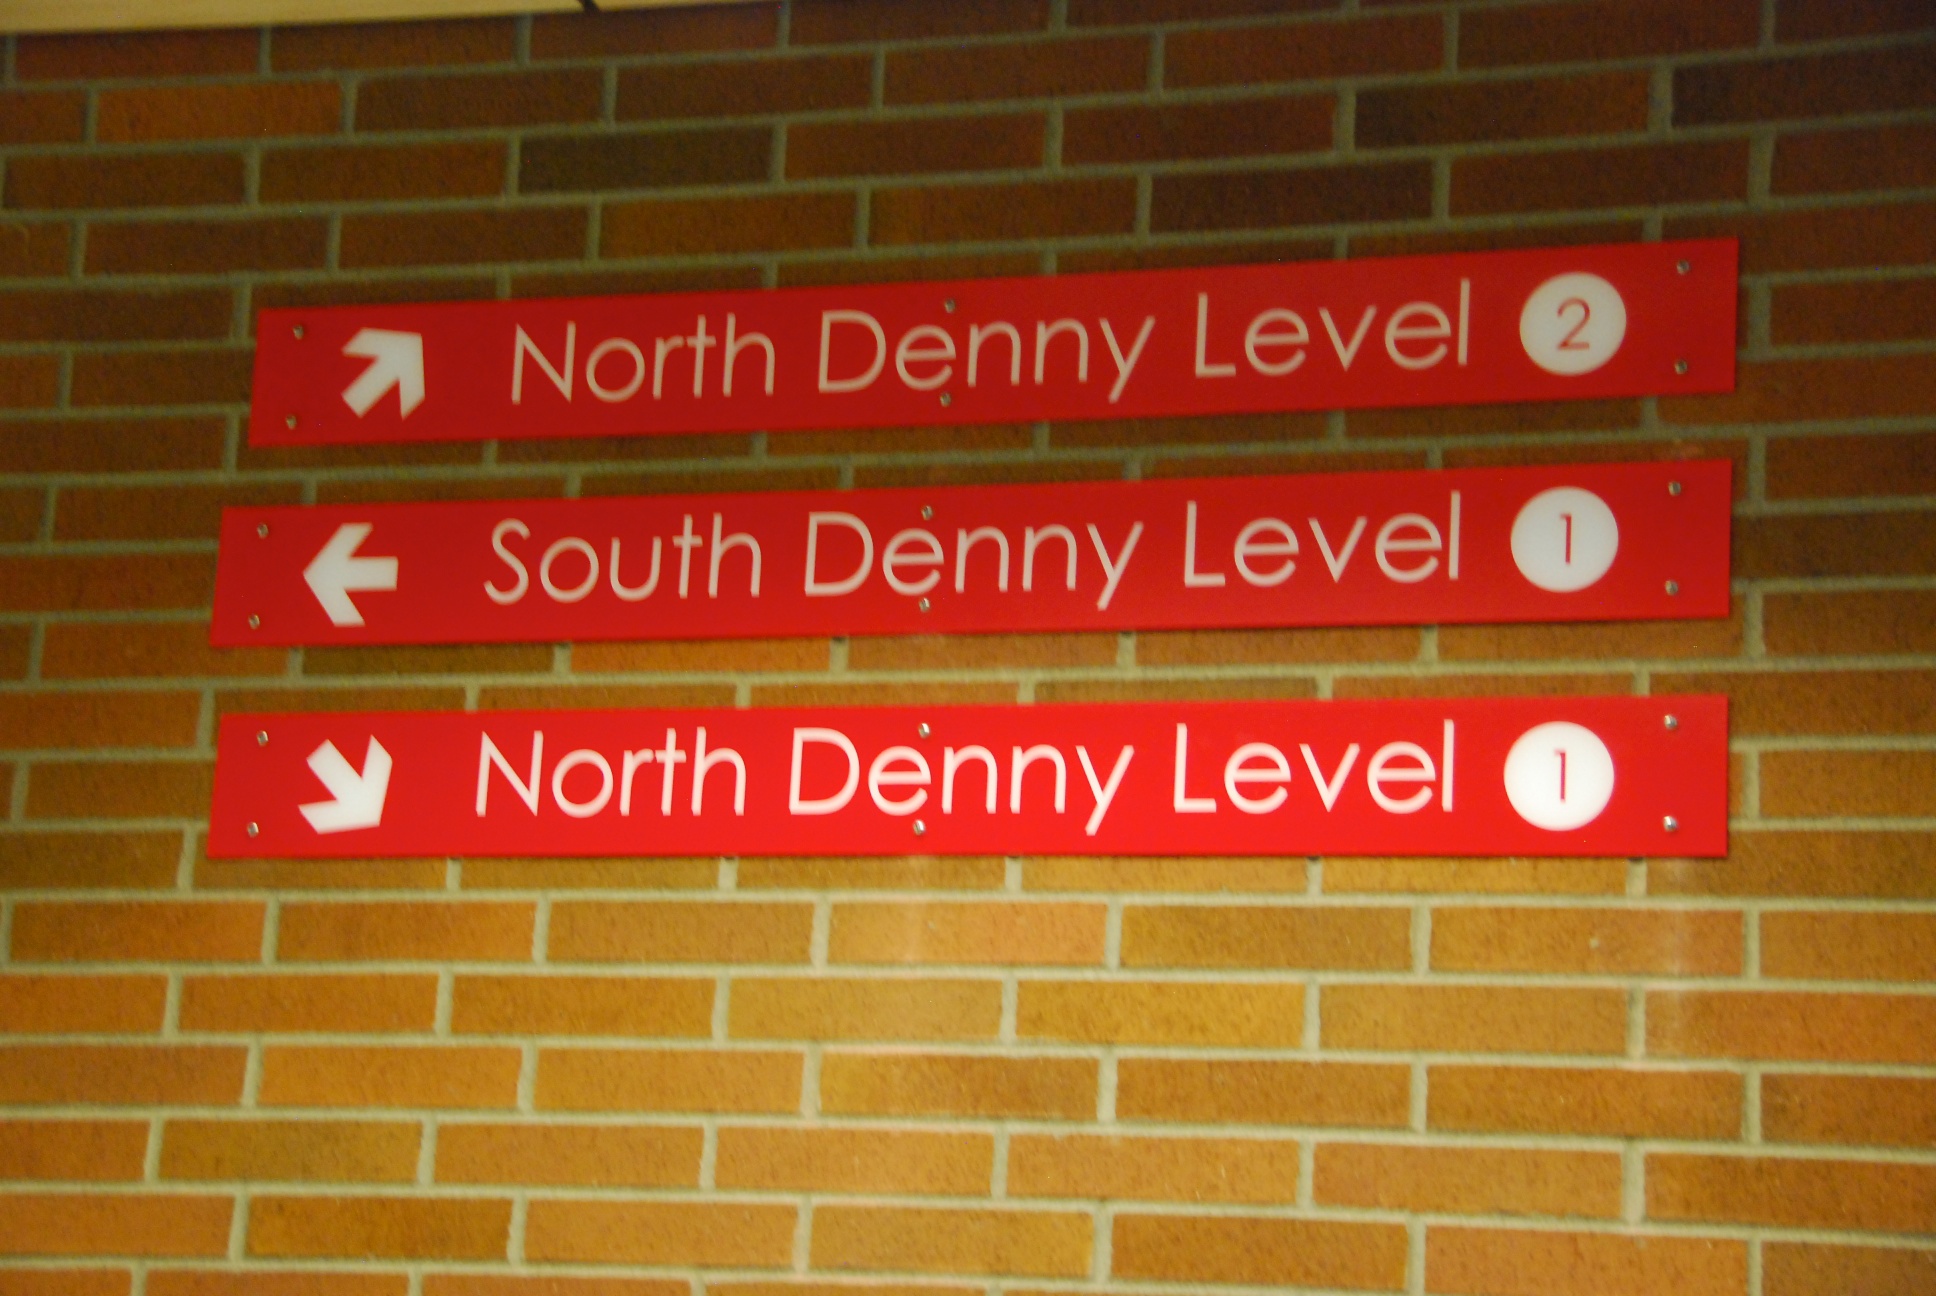 North Denny Level 2
South Denny Level 1
North Denny Level 1